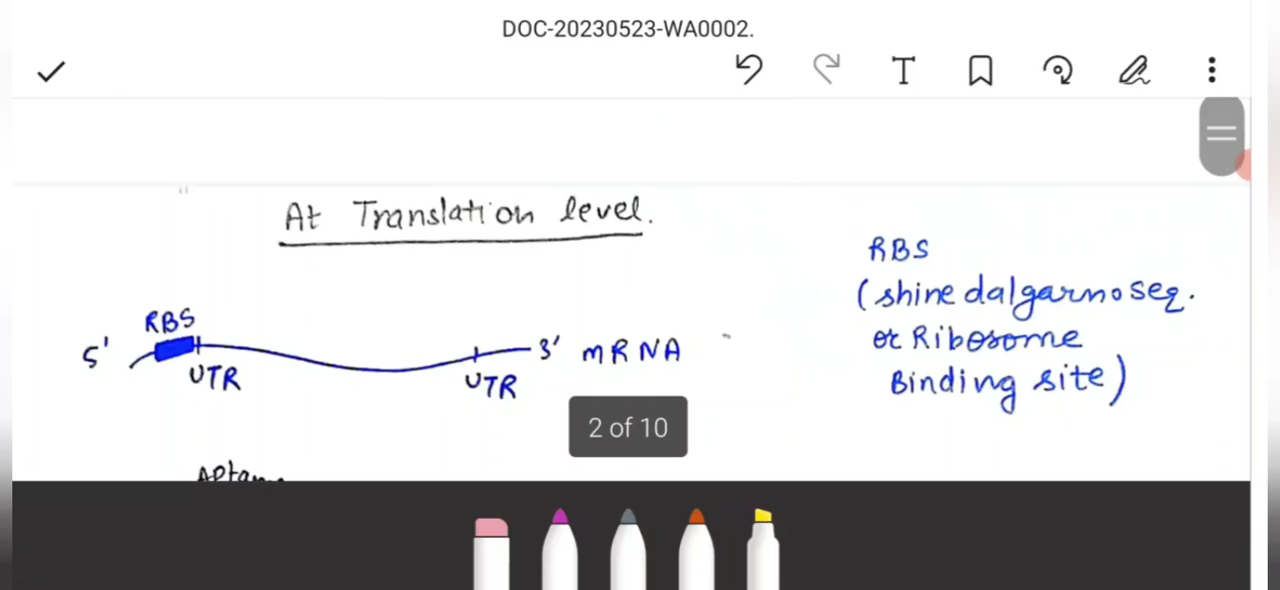 DOC-20230523-WA0002.
At Translation level.
RBS
(shine dalgarno seq.
or Ribosome
Binding site)
RBS
5'
3' mRNA
UTR
UTR
2 of 10